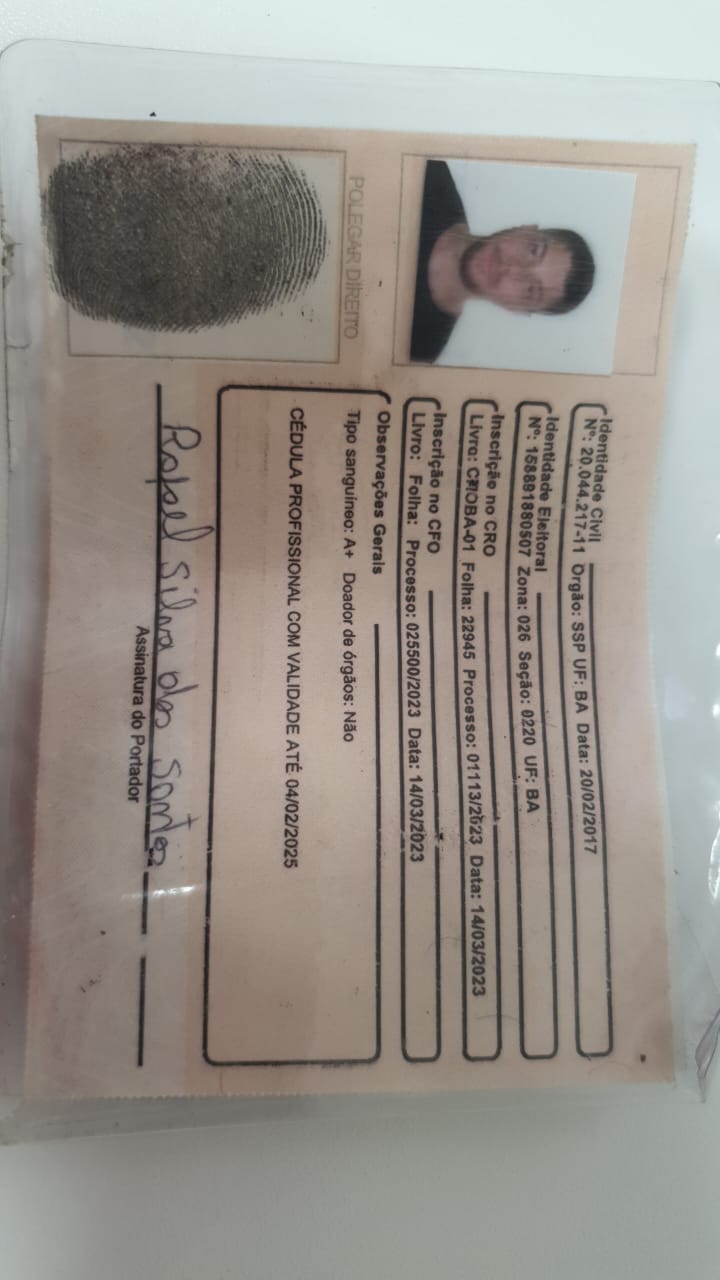 POLEGAR DIREITO
Identidade Civil
Nº: 20.044.217-11 Órgão: SSP UF: BA Data: 20/02/2017
Identidade Eleitoral
Nº: 158891880507 Zona: 026 Seção: 0220 UF: BA
Inscrição no CRO
Livro: CROBA-01 Folha: 22945 Processo: 01113/2023 Data: 14/03/2023
Inscrição no CFO
Livro: Folha: Processo: 025500/2023 Data: 14/03/2023
Observações Gerais
Tipo sanguíneo: A+ Doador de órgãos: Não
CÉDULA PROFISSIONAL COM VALIDADE ATÉ 04/02/2025
Rafael Silva dos Santos
Assinatura do Portador